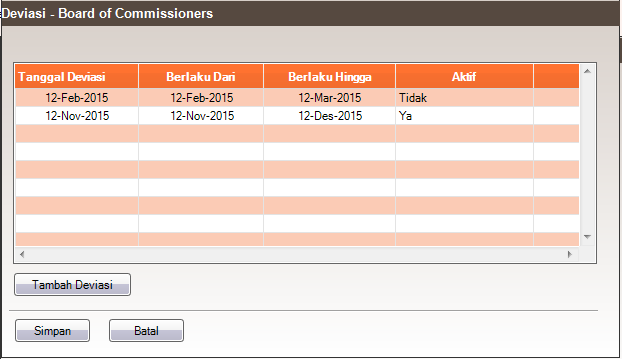 Deviasi - Board of Commissioners
Tanggal Deviasi Berlaku Dari Berlaku Hingga Aktif
12-Feb-2015 12-Feb-2015 12-Mar-2015 Tidak
12-Nov-2015 12-Nov-2015 12-Des-2015 Ya
Tambah Deviasi
Simpan Batal